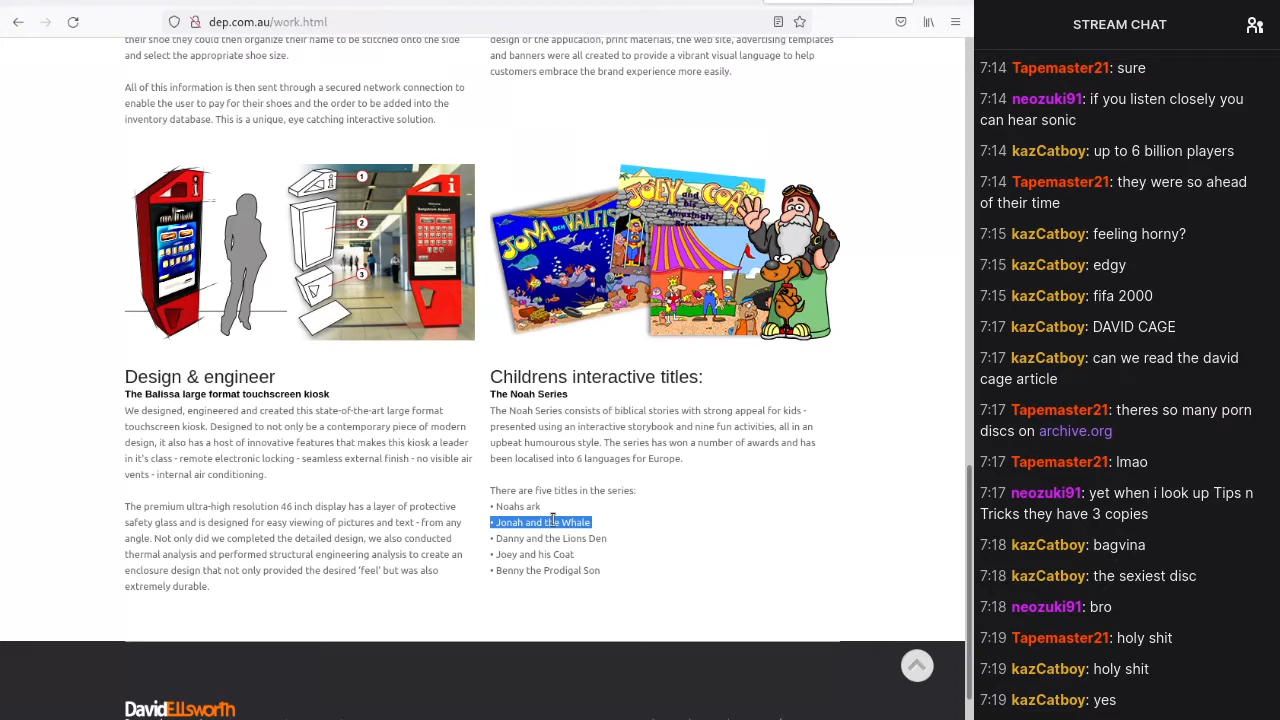 dep.com.au/work.html
their shoe they could then organize their name to be stitched onto the side
and select the appropriate shoe size.
All of this information is then sent through a secured network connection to
enable the user to pay for their shoes and the order to be added into the
inventory database. This is a unique, eye catching interactive solution.
design of the application, print materials, the web site, advertising templates
and banners were all created to provide a vibrant visual language to help
customers embrace the brand experience more easily.
i
1
2
3
i
JONA och VALFIS
JOEY and his COA
Amazingly
Design & engineer
The Balissa large format touchscreen kiosk
We designed, engineered and created this state-of-the-art large format
touchscreen kiosk. Designed to not only be a contemporary piece of modern
design, it also has a host of innovative features that makes this kiosk a leader
in it's class - remote electronic locking - seamless external finish - no visible air
vents - internal air conditioning.
The premium ultra-high resolution 46 inch display has a layer of protective
safety glass and is designed for easy viewing of pictures and text - from any
angle. Not only did we completed the detailed design, we also conducted
thermal analysis and performed structural engineering analysis to create an
enclosure design that not only provided the desired 'feel' but was also
extremely durable.
Childrens interactive titles:
The Noah Series
The Noah Series consists of biblical stories with strong appeal for kids -
presented using an interactive storybook and nine fun activities, all in an
upbeat humourous style. The series has won a number of awards and has
been localised into 6 languages for Europe.
There are five titles in the series:
• Noahs ark
• Jonah and the Whale
• Danny and the Lions Den
• Joey and his Coat
• Benny the Prodigal Son
DavidEllsworth
STREAM CHAT
7:14 Tapemaster21: sure
7:14 neozuki91: if you listen closely you
can hear sonic
7:14 kazCatboy: up to 6 billion players
7:14 Tapemaster21: they were so ahead
of their time
7:15 kazCatboy: feeling horny?
7:15 kazCatboy: edgy
7:15 kazCatboy: fifa 2000
7:17 kazCatboy: DAVID CAGE
7:17 kazCatboy: can we read the david
cage article
7:17 Tapemaster21: theres so many porn
discs on archive.org
7:17 Tapemaster21: lmao
7:17 neozuki91: yet when i look up Tips n
Tricks they have 3 copies
7:18 kazCatboy: bagvina
7:18 kazCatboy: the sexiest disc
7:18 neozuki91: bro
7:19 Tapemaster21: holy shit
7:19 kazCatboy: holy shit
7:19 kazCatboy: yes